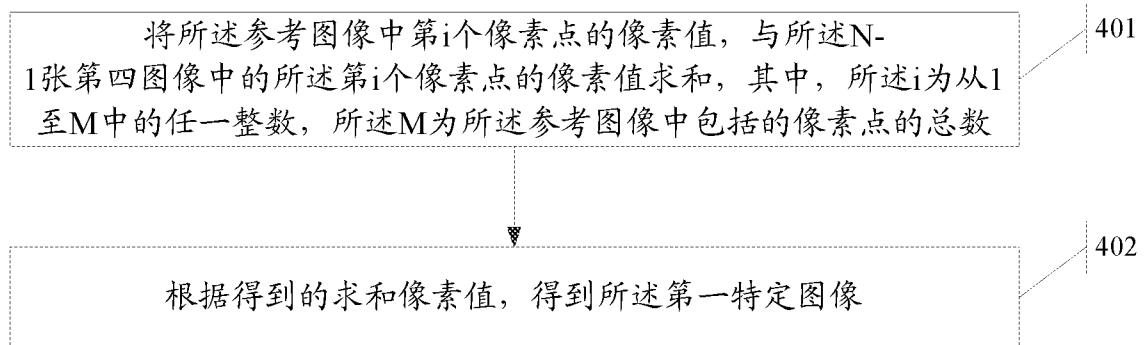 将所述参考图像中第i个像素点的像素值，与所述N-
1张第四图像中的所述第i个像素点的像素值求和，其中，所述i为从1
至M中的任一整数，所述M为所述参考图像中包括的像素点的总数
401
根据得到的求和像素值，得到所述第一特定图像
402